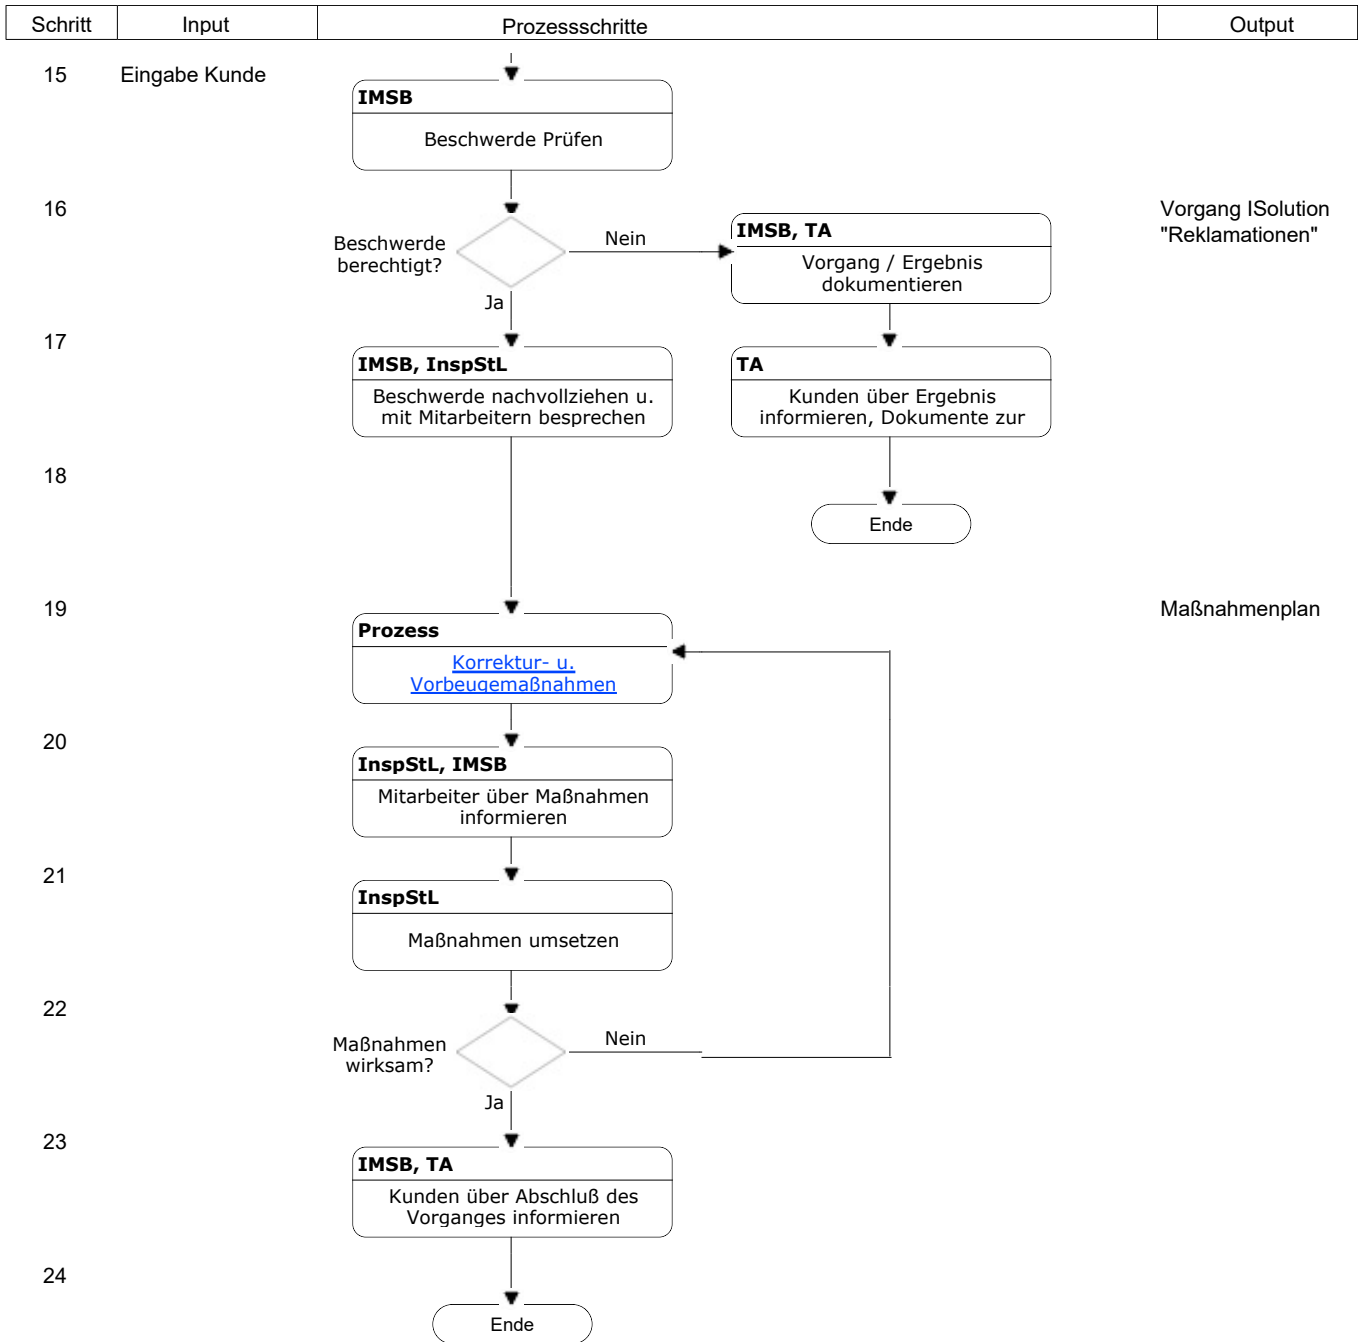 Schritt
Input
Prozessschritte
Output
15
Eingabe Kunde
IMSB
Beschwerde Prüfen
16
Vorgang ISolution
"Reklamationen"
Beschwerde
berechtigt?
Nein
IMSB, TA
Vorgang / Ergebnis
dokumentieren
Ja
17
IMSB, InspStL
Beschwerde nachvollziehen u.
mit Mitarbeitern besprechen
TA
Kunden über Ergebnis
informieren, Dokumente zur
18
Ende
19
Maßnahmenplan
Prozess
Korrektur- u.
Vorbeugemaßnahmen
20
InspStL, IMSB
Mitarbeiter über Maßnahmen
informieren
21
InspStL
Maßnahmen umsetzen
22
Maßnahmen
wirksam?
Nein
Ja
23
IMSB, TA
Kunden über Abschluß des
Vorganges informieren
24
Ende